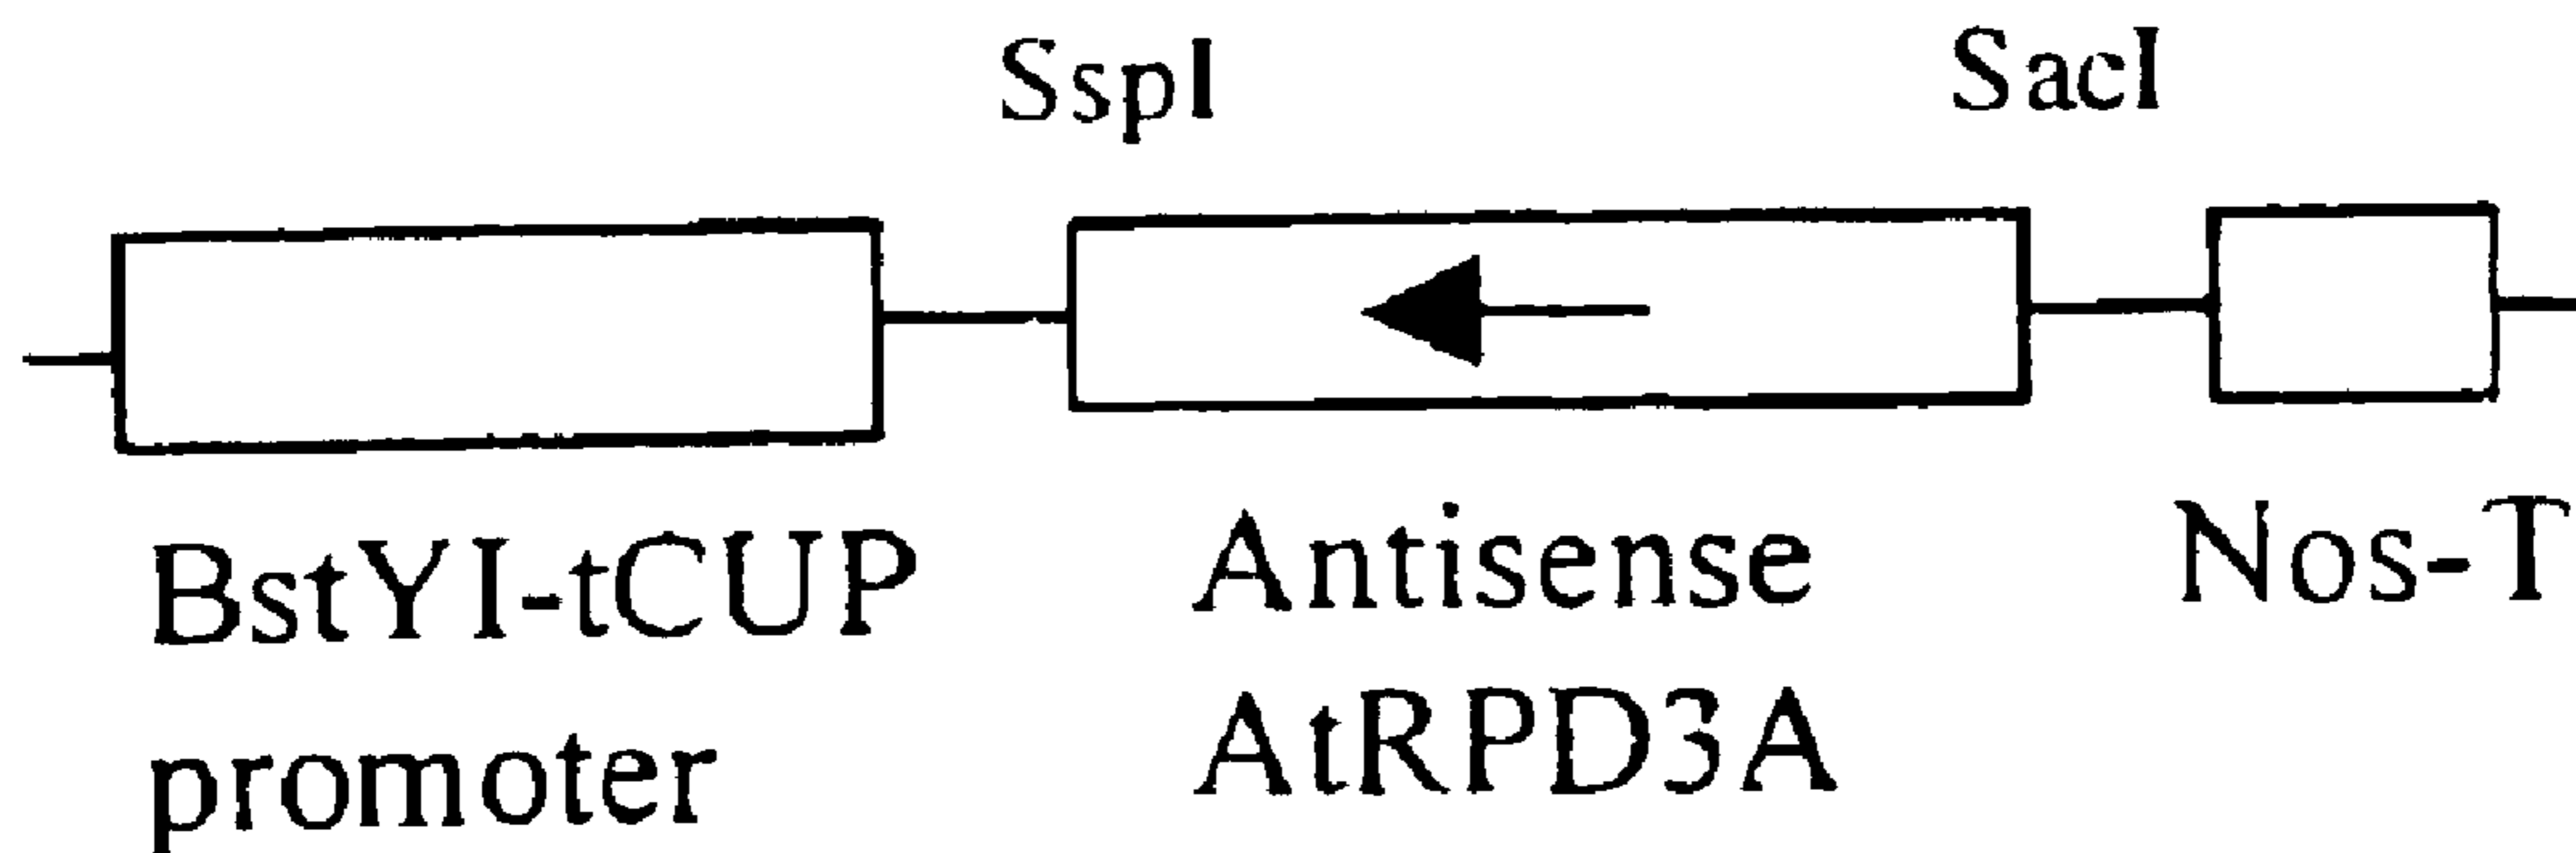 SspI
SacI
BstYI-tCUP
promoter
Antisense
AtRPD3A
Nos-T